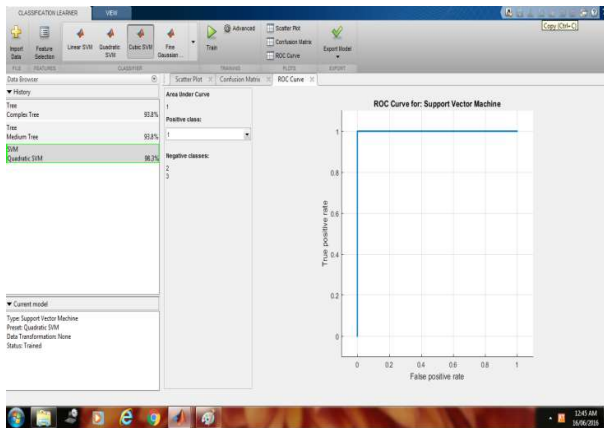 CLASSIFICATION LEARNER
VIEW
Import Data
Feature Selection
Linear SVM
Quadratic SVM
Cubic SVM
Fine Gaussian ...
Train
Advanced
Scatter Plot
Confusion Matrix
ROC Curve
Export Model
Copy (Ctrl+C)
FILE
FEATURES
CLASSIFIER
TRAINING
PLOTS
EXPORT
Data Browser
Scatter Plot
Confusion Matrix
ROC Curve
▼ History
Tree
Complex Tree 93.8%
Tree
Medium Tree 93.8%
SVM
Quadratic SVM 98.3%
▼ Current model
Type: Support Vector Machine
Preset: Quadratic SVM
Data Transformation: None
Status: Trained
Area Under Curve
1
Positive class:
1
Negative classes:
2
3
ROC Curve for: Support Vector Machine
True positive rate
1
0.8
0.6
0.4
0.2
0
0 0.2 0.4 0.6 0.8 1
False positive rate
12:45 AM
16/06/2016